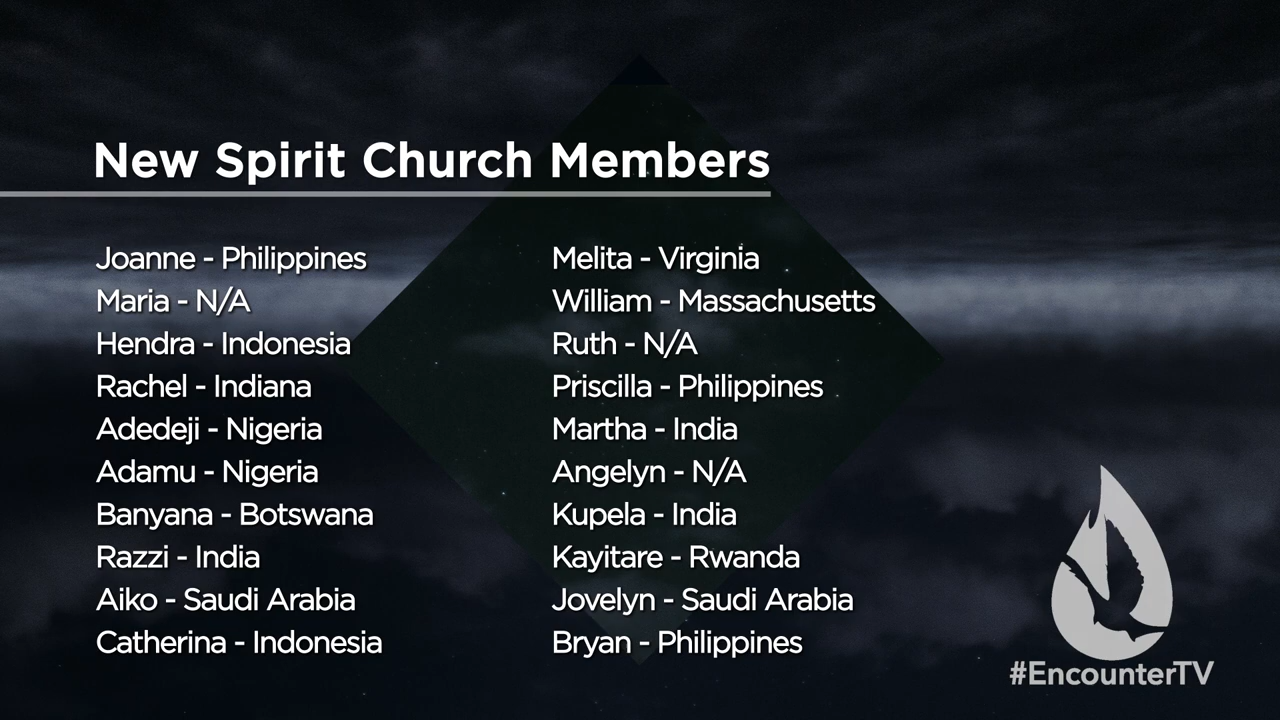 New Spirit Church Members
Joanne - Philippines
Maria - N/A
Hendra - Indonesia
Rachel - Indiana
Adedeji - Nigeria
Adamu - Nigeria
Banyana - Botswana
Razzi - India
Aiko - Saudi Arabia
Catherina - Indonesia
Melita - Virginia
William - Massachusetts
Ruth - N/A
Priscilla - Philippines
Martha - India
Angelyn - N/A
Kupela - India
Kayitare - Rwanda
Jovelyn - Saudi Arabia
Bryan - Philippines
#EncounterTV